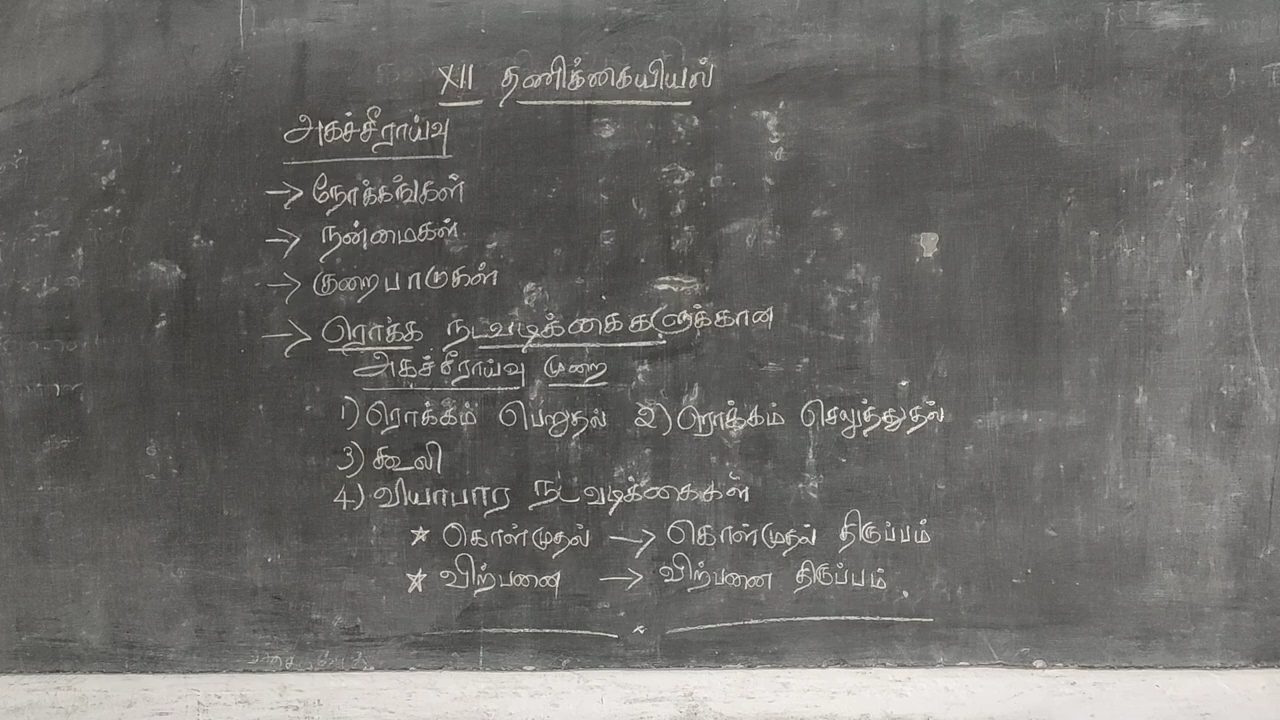 XII தணிக்கையியல்
அகச்சீராய்வு
→ நோக்கங்கள்
→ நன்மைகள்
→ குறைபாடுகள்
→ ரொக்க நடவடிக்கைகளுக்கான
அகச்சீராய்வு முறை
1) ரொக்கம் பெறுதல் 2) ரொக்கம் செலுத்துதல்
3) கூலி
4) வியாபார நடவடிக்கைகள்
★ கொள்முதல் → கொள்முதல் திருப்பம்
★ விற்பனை → விற்பனை திருப்பம்